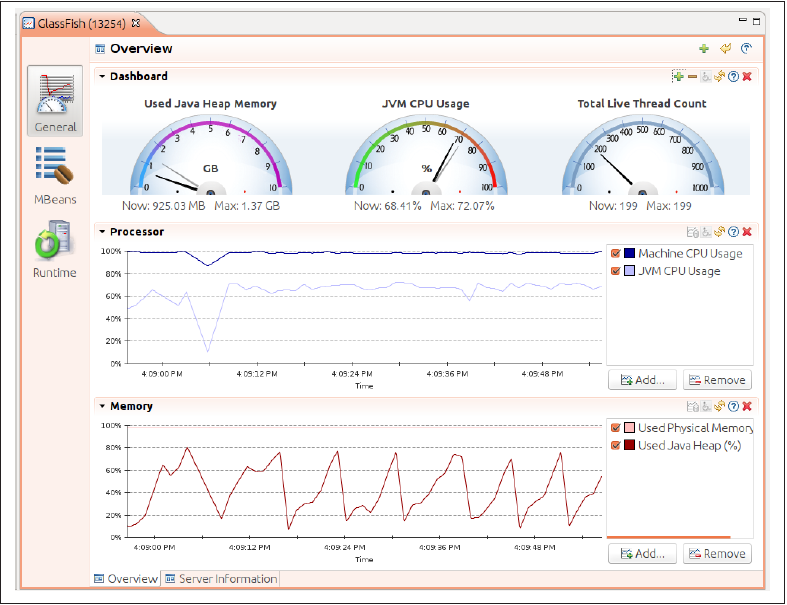 GlassFish (13254)
Overview
General
MBeans
Runtime
Dashboard
Used Java Heap Memory
0 1 2 3 4 5 6 7 8 9 10
GB
Now: 925.03 MB Max: 1.37 GB
JVM CPU Usage
0 10 20 30 40 50 60 70 80 90 100
%
Now: 68.41% Max: 72.07%
Total Live Thread Count
0 100 200 300 400 500 600 700 800 900 1000
Now: 199 Max: 199
Processor
100%
80%
60%
40%
20%
0%
4:09:00 PM 4:09:12 PM 4:09:24 PM 4:09:36 PM 4:09:48 PM
Time
Machine CPU Usage
JVM CPU Usage
Add... Remove
Memory
100%
80%
60%
40%
20%
0%
4:09:00 PM 4:09:12 PM 4:09:24 PM 4:09:36 PM 4:09:48 PM
Time
Used Physical Memory
Used Java Heap (%)
Add... Remove
Overview Server Information